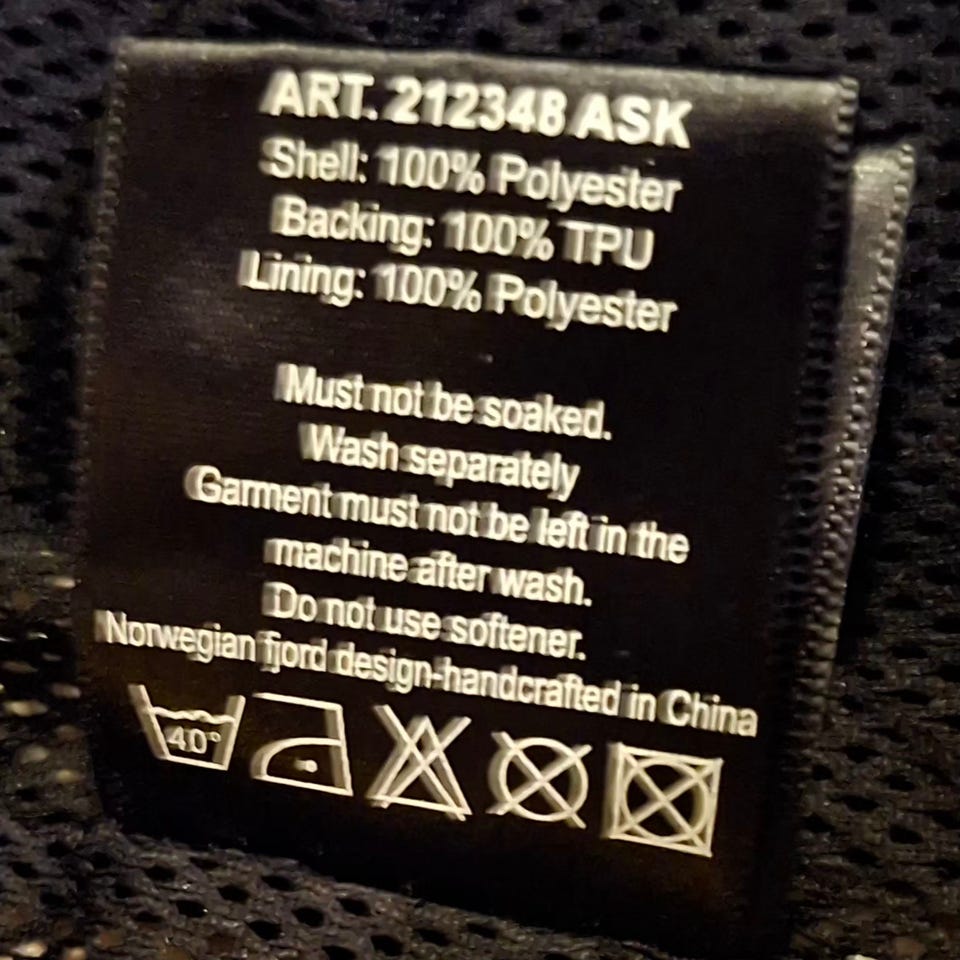 ART. 212348 ASK
Shell: 100% Polyester
Backing: 100% TPU
Lining: 100% Polyester
Must not be soaked.
Wash separately
Garment must not be left in the
machine after wash.
Do not use softener.
Norwegian fjord design-handcrafted in China
40°